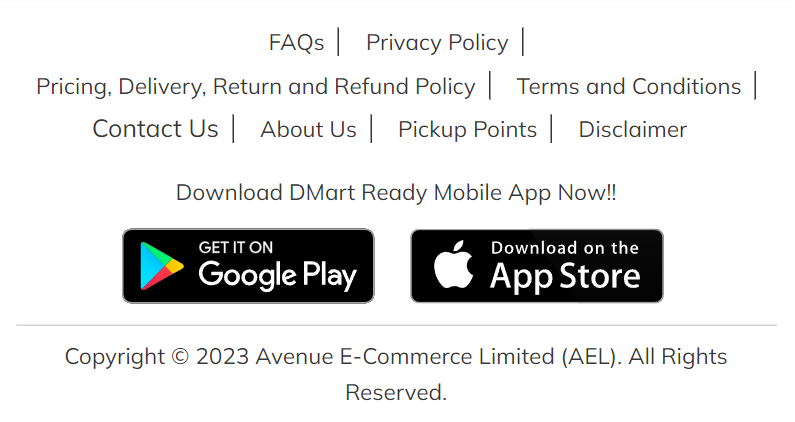 FAQs | Privacy Policy |
Pricing, Delivery, Return and Refund Policy | Terms and Conditions |
Contact Us | About Us | Pickup Points | Disclaimer
Download DMart Ready Mobile App Now!!
GET IT ON
Google Play
Download on the
App Store
Copyright © 2023 Avenue E-Commerce Limited (AEL). All Rights
Reserved.